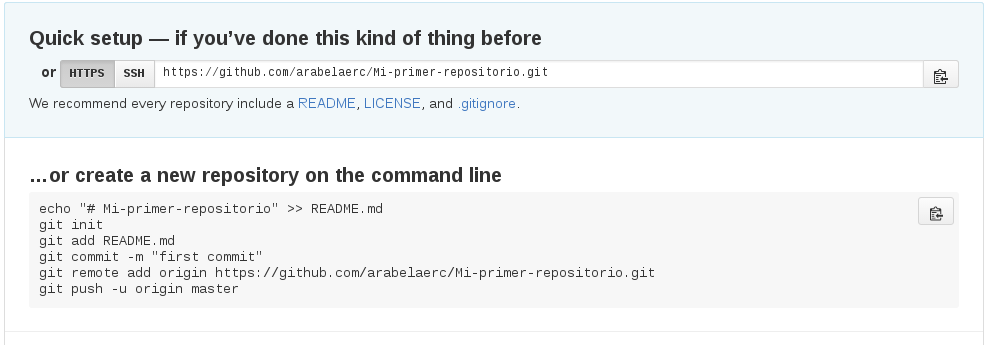 Quick setup — if you’ve done this kind of thing before
or HTTPS SSH https://github.com/arabelaerc/Mi-primer-repositorio.git
We recommend every repository include a README, LICENSE, and .gitignore.
…or create a new repository on the command line
echo "# Mi-primer-repositorio" >> README.md
git init
git add README.md
git commit -m "first commit"
git remote add origin https://github.com/arabelaerc/Mi-primer-repositorio.git
git push -u origin master